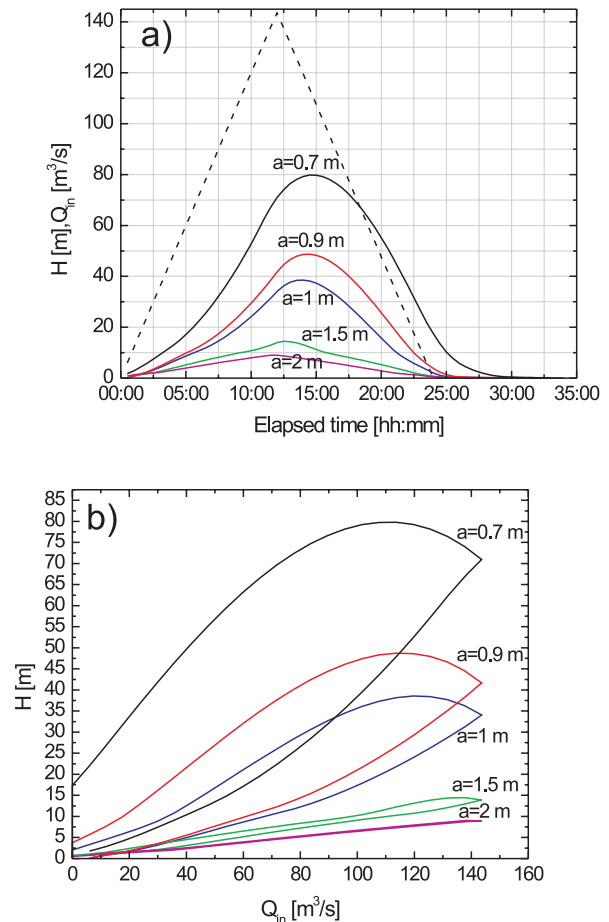 a)
140
120
100
80
60
40
20
0
H [m],Q_in [m³/s]
a=0.7 m
a=0.9 m
a=1 m
a=1.5 m
a=2 m
00:00 05:00 10:00 15:00 20:00 25:00 30:00 35:00
Elapsed time [hh:mm]
b)
85
80
75
70
65
60
55
50
45
40
35
30
25
20
15
10
5
0
H [m]
a=0.7 m
a=0.9 m
a=1 m
a=1.5 m
a=2 m
0 20 40 60 80 100 120 140 160
Q_in [m³/s]